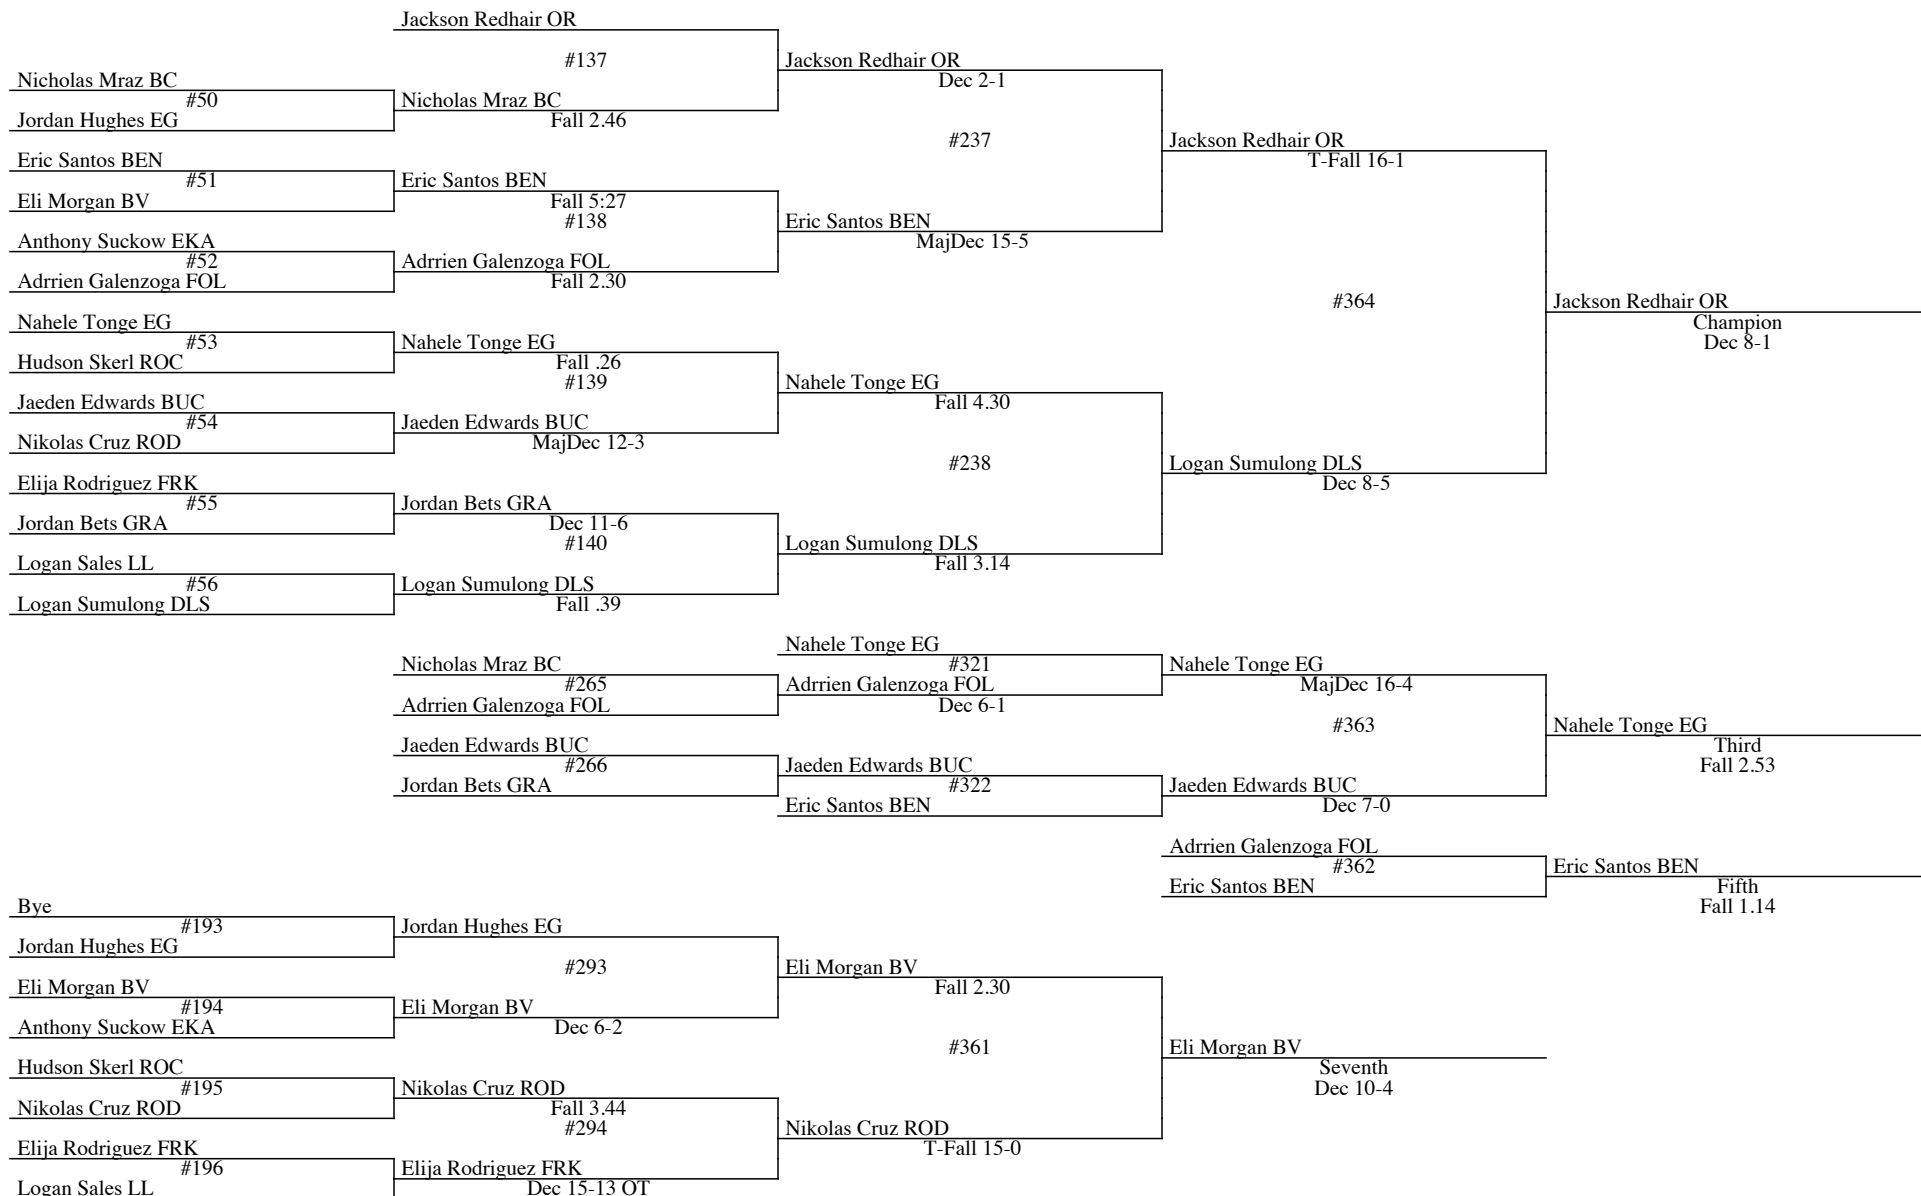 Jackson Redhair OR
#137
Jackson Redhair OR
Nicholas Mraz BC
Dec 2-1
#50
Nicholas Mraz BC
Jordan Hughes EG
Fall 2.46
#237
Jackson Redhair OR
Eric Santos BEN
T-Fall 16-1
#51
Eric Santos BEN
Eli Morgan BV
Fall 5:27
#138
Eric Santos BEN
Anthony Suckow EKA
MajDec 15-5
#52
Adrrien Galenzoga FOL
Adrrien Galenzoga FOL
Fall 2.30
#364
Jackson Redhair OR
Nahele Tonge EG
Champion
#53
Nahele Tonge EG
Dec 8-1
Hudson Skerl ROC
Fall .26
#139
Nahele Tonge EG
Jaeden Edwards BUC
Fall 4.30
#54
Jaeden Edwards BUC
Nikolas Cruz ROD
MajDec 12-3
#238
Logan Sumulong DLS
Elija Rodriguez FRK
Dec 8-5
#55
Jordan Bets GRA
Jordan Bets GRA
Dec 11-6
#140
Logan Sumulong DLS
Logan Sales LL
Fall 3.14
#56
Logan Sumulong DLS
Logan Sumulong DLS
Fall .39
Nahele Tonge EG
Nicholas Mraz BC
#321
Nahele Tonge EG
#265
Adrrien Galenzoga FOL
MajDec 16-4
Adrrien Galenzoga FOL
Dec 6-1
#363
Nahele Tonge EG
Jaeden Edwards BUC
Third
#266
Jaeden Edwards BUC
Fall 2.53
Jordan Bets GRA
#322
Jaeden Edwards BUC
Eric Santos BEN
Dec 7-0
Adrrien Galenzoga FOL
#362
Eric Santos BEN
Eric Santos BEN
Fifth
Fall 1.14
Bye
#193
Jordan Hughes EG
Jordan Hughes EG
#293
Eli Morgan BV
Eli Morgan BV
Fall 2.30
#194
Eli Morgan BV
Anthony Suckow EKA
Dec 6-2
#361
Eli Morgan BV
Hudson Skerl ROC
Seventh
#195
Nikolas Cruz ROD
Dec 10-4
Nikolas Cruz ROD
Fall 3.44
#294
Nikolas Cruz ROD
Elija Rodriguez FRK
T-Fall 15-0
#196
Elija Rodriguez FRK
Logan Sales LL
Dec 15-13 OT